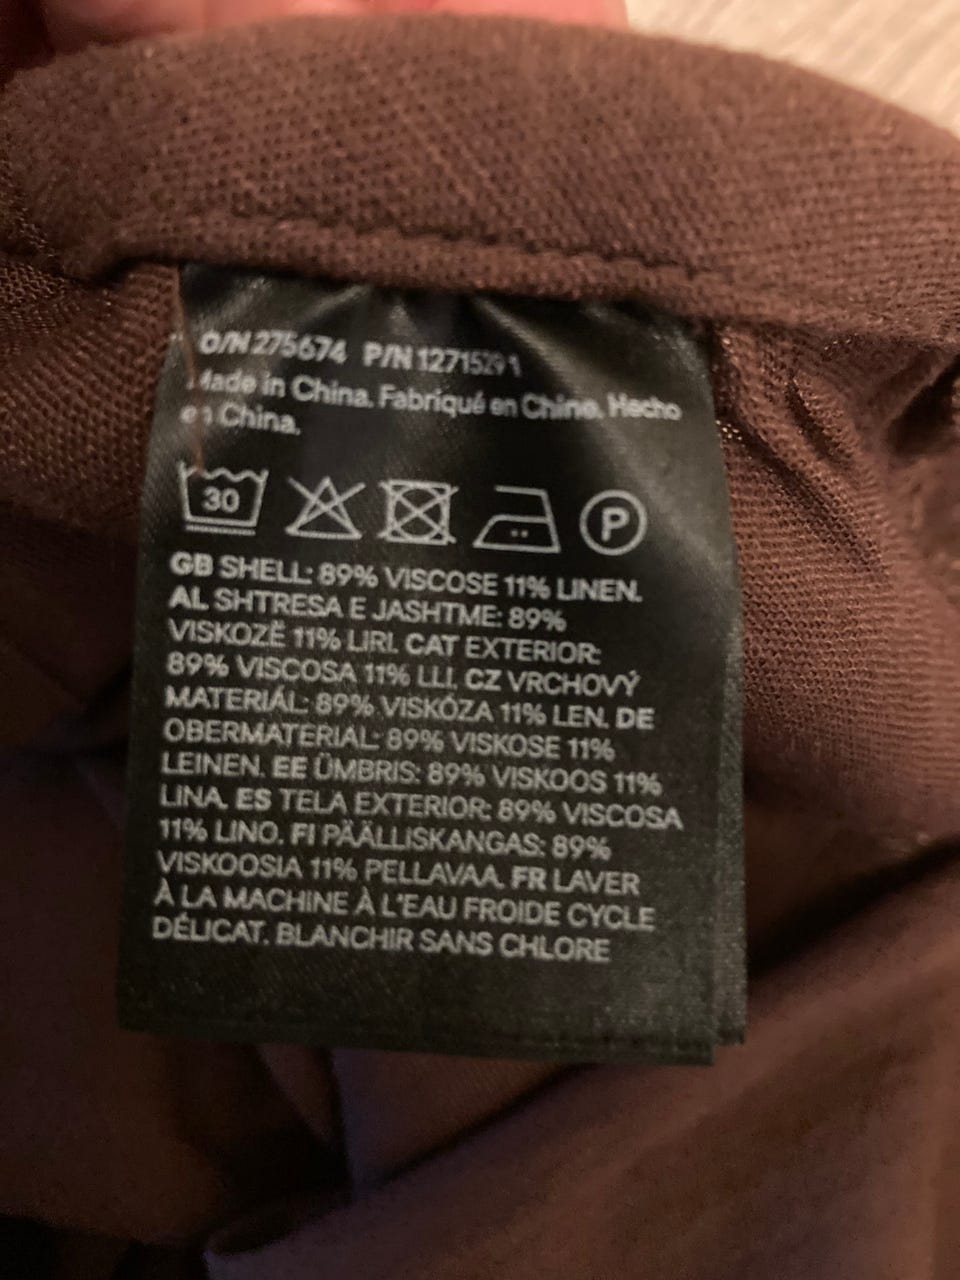 O/N 275674 P/N 12715291
Made in China. Fabriqué en Chine. Hecho
en China.
30
P
GB SHELL: 89% VISCOSE 11% LINEN.
AL SHTRESA E JASHTME: 89%
VISKOZË 11% LIRI. CAT EXTERIOR:
89% VISCOSA 11% LLI. CZ VRCHOVÝ
MATERIÁL: 89% VISKÓZA 11% LEN. DE
OBERMATERIAL: 89% VISKOSE 11%
LEINEN. EE ÜMBRIS: 89% VISKOOS 11%
LINA. ES TELA EXTERIOR: 89% VISCOSA
11% LINO. FI PÄÄLLISKANGAS: 89%
VISKOOSIA 11% PELLAVAA. FR LAVER
À LA MACHINE À L'EAU FROIDE CYCLE
DÉLICAT. BLANCHIR SANS CHLORE